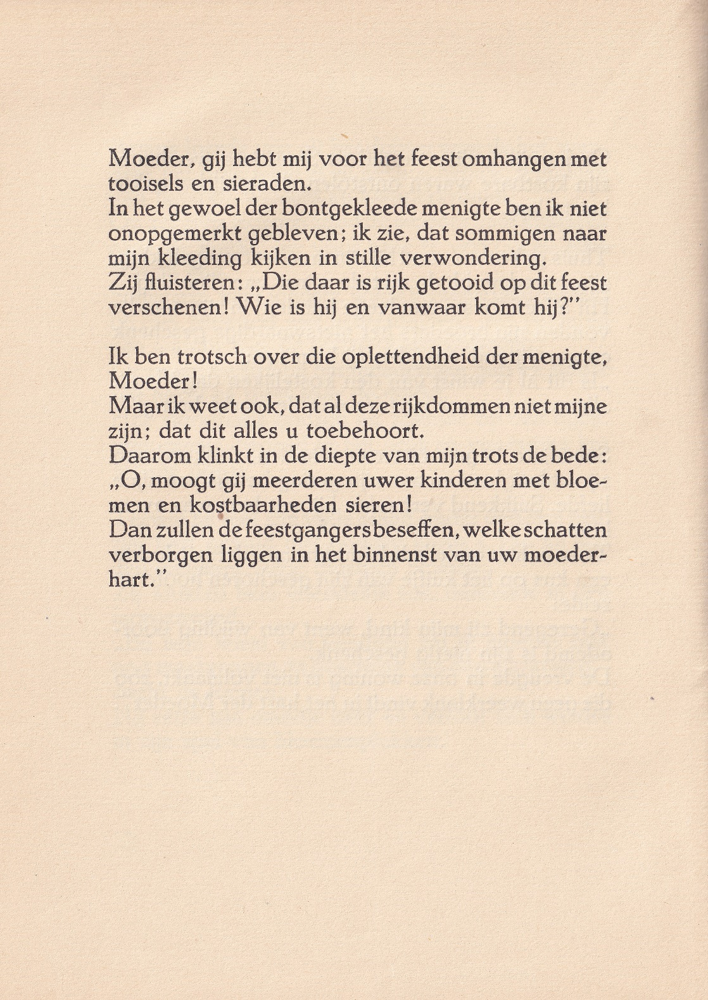 Moeder, gij hebt mij voor het feest omhangen met
tooisels en sieraden.
In het gewoel der bontgekleede menigte ben ik niet
onopgemerkt gebleven; ik zie, dat sommigen naar
mijn kleeding kijken in stille verwondering.
Zij fluisteren: „Die daar is rijk getooid op dit feest
verschenen! Wie is hij en vanwaar komt hij?”

Ik ben trotsch over die oplettendheid der menigte,
Moeder!
Maar ik weet ook, dat al deze rijkdommen niet mijne
zijn; dat dit alles u toebehoort.
Daarom klinkt in de diepte van mijn trots de bede:
„O, moogt gij meerderen uwer kinderen met bloe-
men en kostbaarheden sieren!
Dan zullen de feestgangers beseffen, welke schatten
verborgen liggen in het binnenst van uw moeder-
hart.”